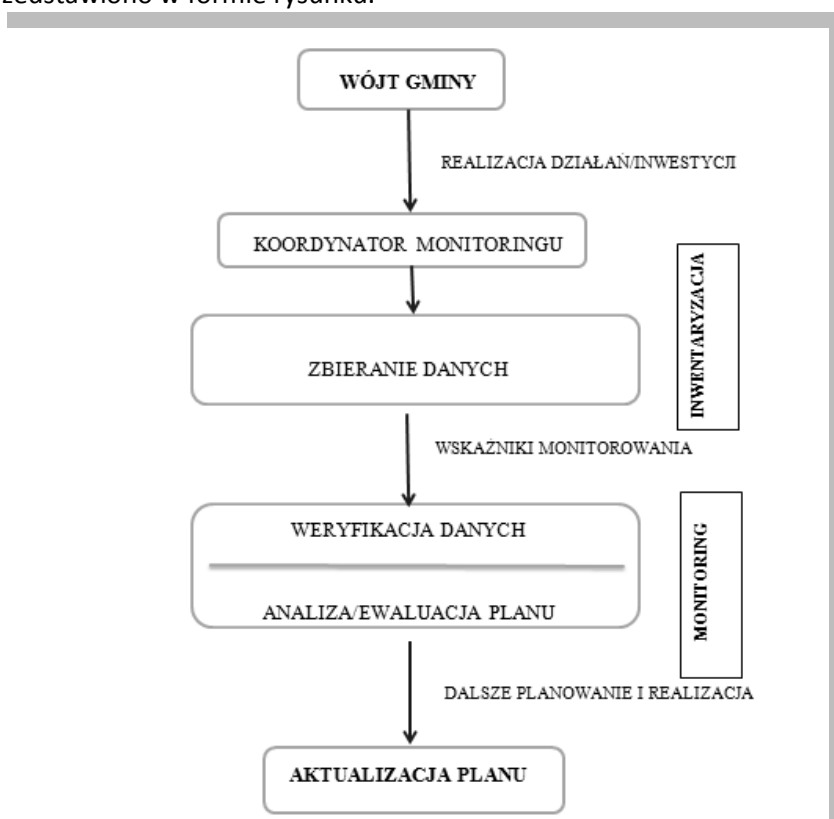 zedstawiono w formie rysunku.
WÓJT GMINY
REALIZACJA DZIAŁAŃ/INWESTYCJI
KOORDYNATOR MONITORINGU
INWENTARYZACJA
ZBIERANIE DANYCH
WSKAŹNIKI MONITOROWANIA
WERYFIKACJA DANYCH
MONITORING
ANALIZA/EWALUACJA PLANU
DALSZE PLANOWANIE I REALIZACJA
AKTUALIZACJA PLANU